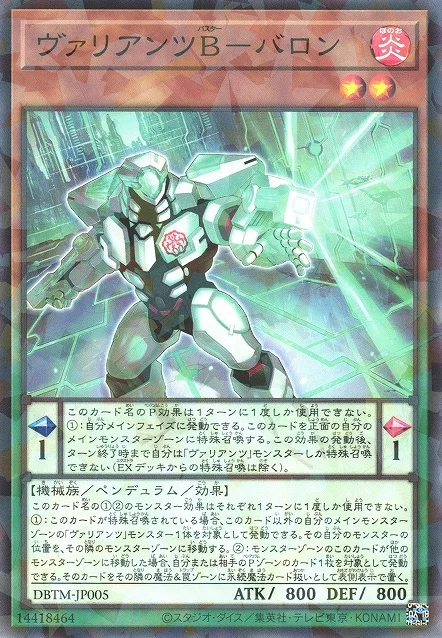 ヴァリアンツB－バロン
バスター
炎
ほのお
このカード名のP効果は1ターンに1度しか使用できない。
①：自分メインフェイズに発動できる。このカードを正面の自分の
メインモンスターゾーンに特殊召喚する。この効果の発動後、
ターン終了時まで自分は「ヴァリアンツ」モンスターしか特殊召喚
できない（EXデッキからの特殊召喚は除く）。
1
1
【機械族／ペンデュラム／効果】
このカード名の①②のモンスター効果はそれぞれ1ターンに1度しか使用できない。
①：このカードが特殊召喚されている場合、このカード以外の自分のメインモンスター
ゾーンの「ヴァリアンツ」モンスター1体を対象として発動できる。その自分のモンスターの
位置を、その隣のモンスターゾーンに移動する。②：モンスターゾーンのこのカードが他の
モンスターゾーンに移動した場合、自分または相手のPゾーンのカード1枚を対象として発動
できる。そのカードをその隣の魔法&罠ゾーンに永続魔法カード扱いとして表側表示で置く。
DBTM-JP005
ATK/ 800 DEF/ 800
14418464
©スタジオ・ダイス／集英社・テレビ東京・KONAMI